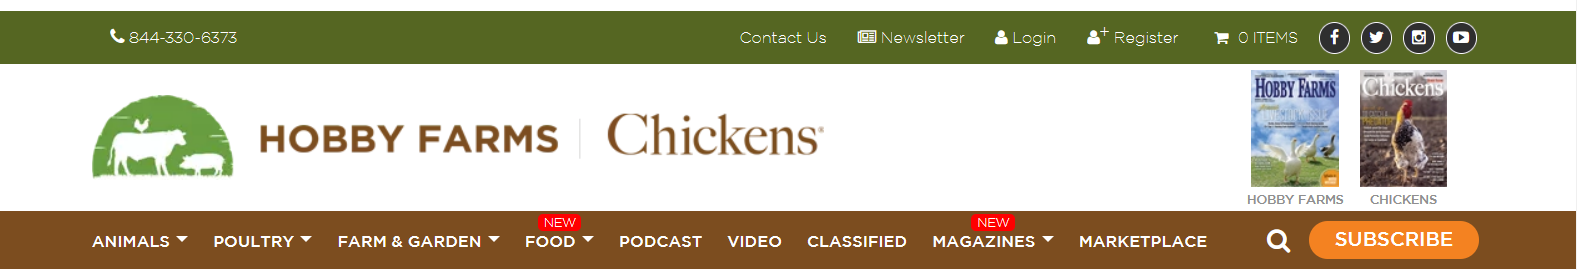 844-330-6373
Contact Us
Newsletter
Login
Register
0 ITEMS
HOBBY FARMS
Chickens
HOBBY FARMS
Chickens
HOBBY FARMS
CHICKENS
NEW
NEW
ANIMALS
POULTRY
FARM & GARDEN
FOOD
PODCAST
VIDEO
CLASSIFIED
MAGAZINES
MARKETPLACE
SUBSCRIBE